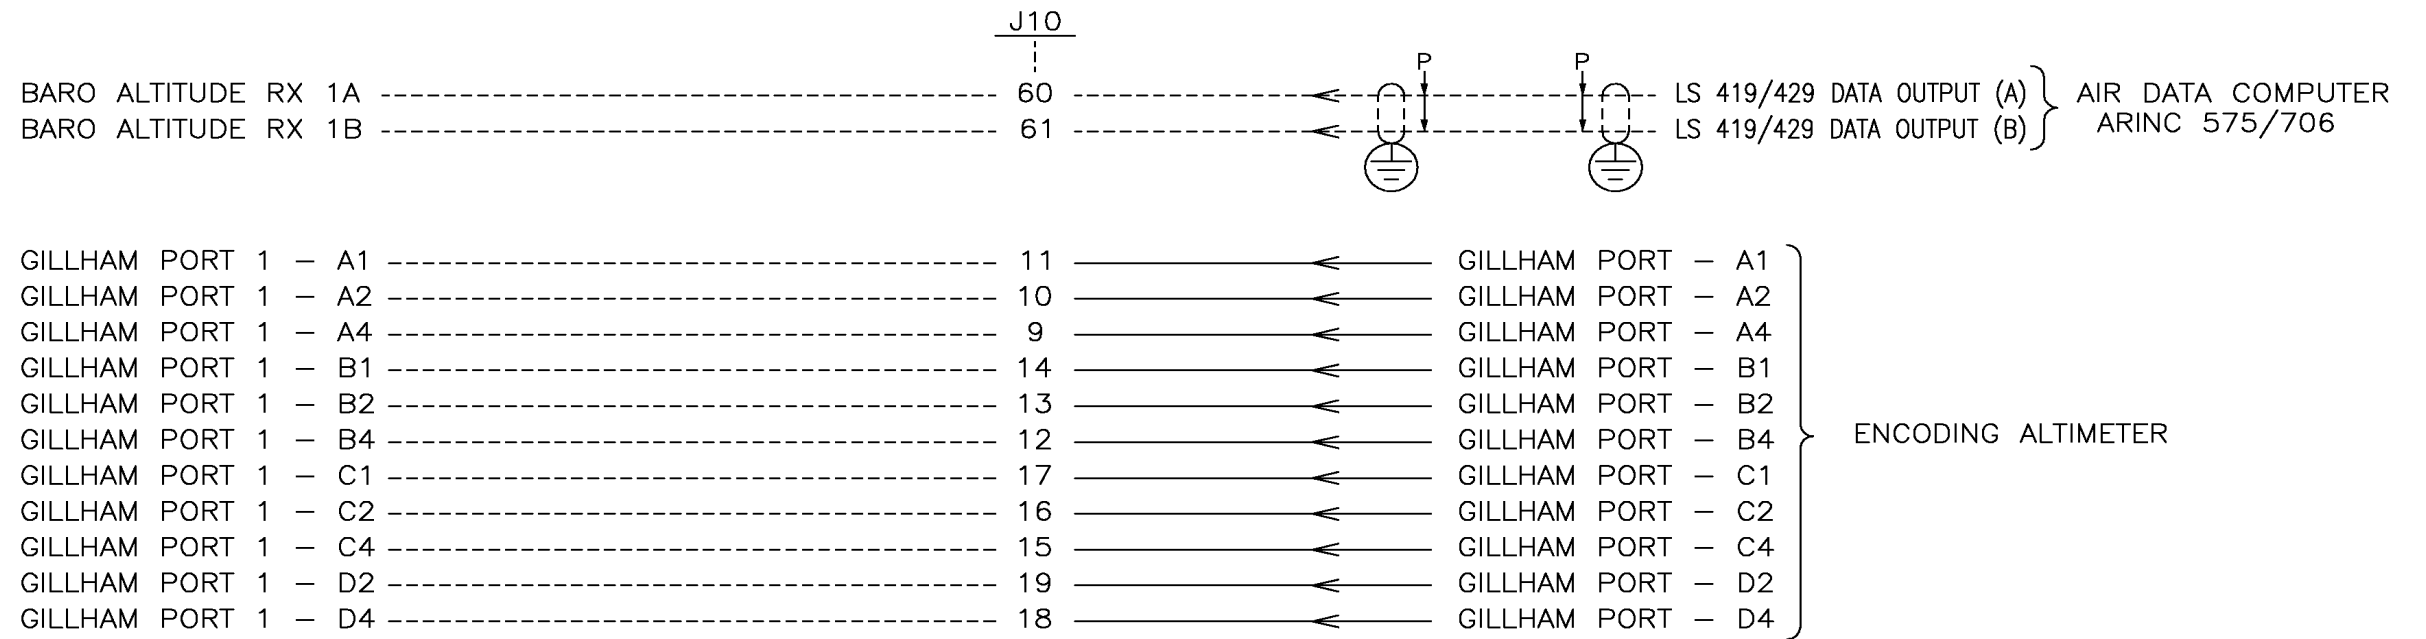 J10
P P
BARO ALTITUDE RX 1A 60 LS 419/429 DATA OUTPUT (A) AIR DATA COMPUTER
BARO ALTITUDE RX 1B 61 LS 419/429 DATA OUTPUT (B) ARINC 575/706
GILLHAM PORT 1 – A1 11 GILLHAM PORT – A1
GILLHAM PORT 1 – A2 10 GILLHAM PORT – A2
GILLHAM PORT 1 – A4 9 GILLHAM PORT – A4
GILLHAM PORT 1 – B1 14 GILLHAM PORT – B1
GILLHAM PORT 1 – B2 13 GILLHAM PORT – B2
GILLHAM PORT 1 – B4 12 GILLHAM PORT – B4 ENCODING ALTIMETER
GILLHAM PORT 1 – C1 17 GILLHAM PORT – C1
GILLHAM PORT 1 – C2 16 GILLHAM PORT – C2
GILLHAM PORT 1 – C4 15 GILLHAM PORT – C4
GILLHAM PORT 1 – D2 19 GILLHAM PORT – D2
GILLHAM PORT 1 – D4 18 GILLHAM PORT – D4